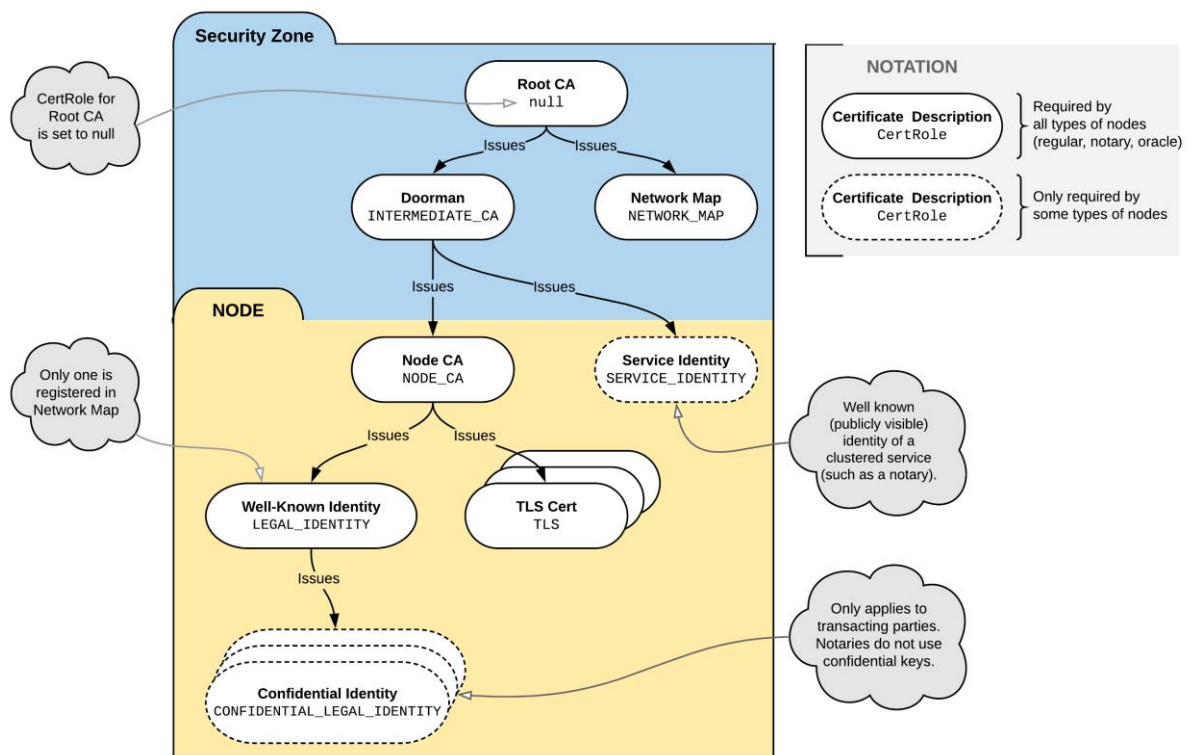 Security Zone
CertRole for
Root CA
is set to null
Root CA
null
Issues
Issues
Doorman
INTERMEDIATE_CA
Network Map
NETWORK_MAP
Issues
Issues
NOTATION
Certificate Description
CertRole
Required by
all types of nodes
(regular, notary, oracle)
Certificate Description
CertRole
Only required by
some types of nodes
NODE
Only one is
registered in
Network Map
Node CA
NODE_CA
Service Identity
SERVICE_IDENTITY
Issues
Issues
Well known
(publicly visible)
identity of a
clustered service
(such as a notary).
Well-Known Identity
LEGAL_IDENTITY
TLS Cert
TLS
Issues
Only applies to
transacting parties.
Notaries do not use
confidential keys.
Confidential Identity
CONFIDENTIAL_LEGAL_IDENTITY